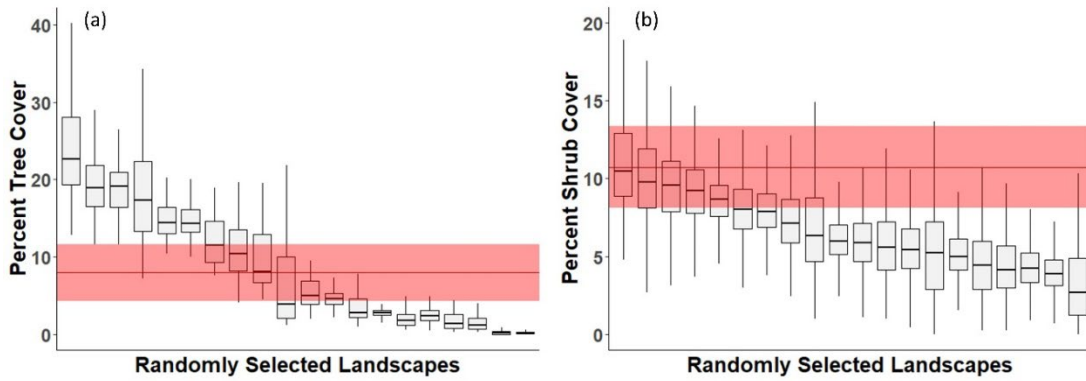 (a)
Percent Tree Cover
40
30
20
10
0
Randomly Selected Landscapes
(b)
Percent Shrub Cover
20
15
10
5
0
Randomly Selected Landscapes